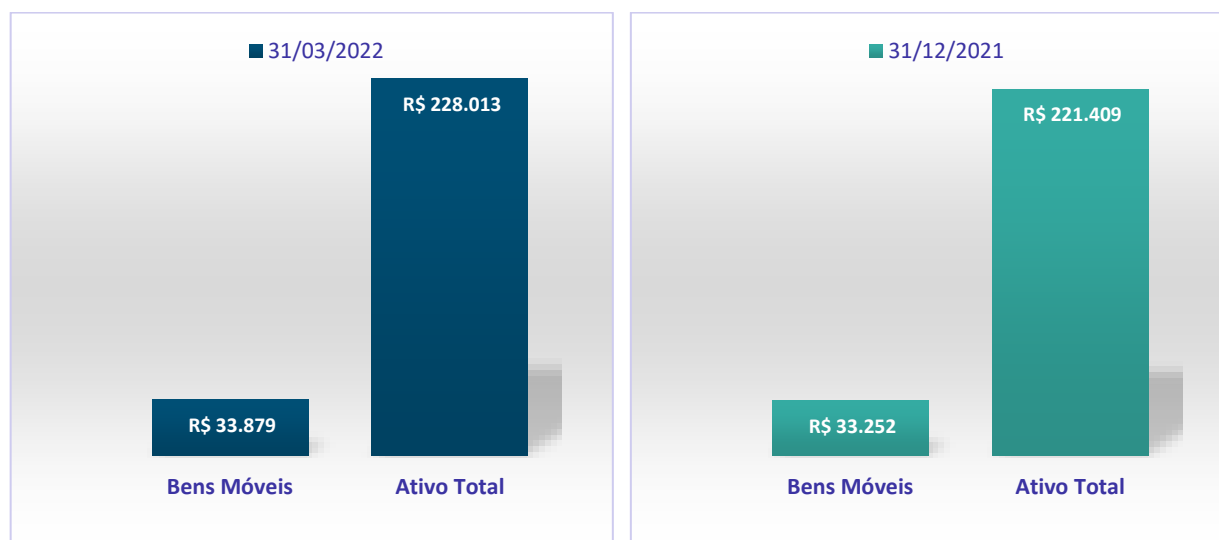 31/03/2022
R$ 228.013
R$ 33.879
Bens Móveis Ativo Total
31/12/2021
R$ 221.409
R$ 33.252
Bens Móveis Ativo Total